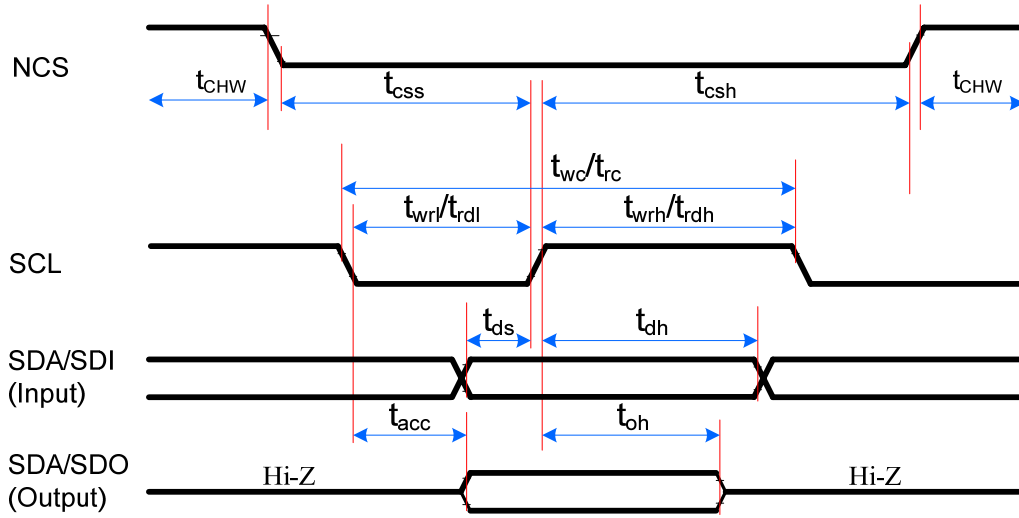 NCS
tCHW
tcss
tcsh
tCHW
twc/trc
twrl/trdl
twrh/trdh
SCL
tds
tdh
SDA/SDI
(Input)
tacc
toh
SDA/SDO
(Output)
Hi-Z
Hi-Z